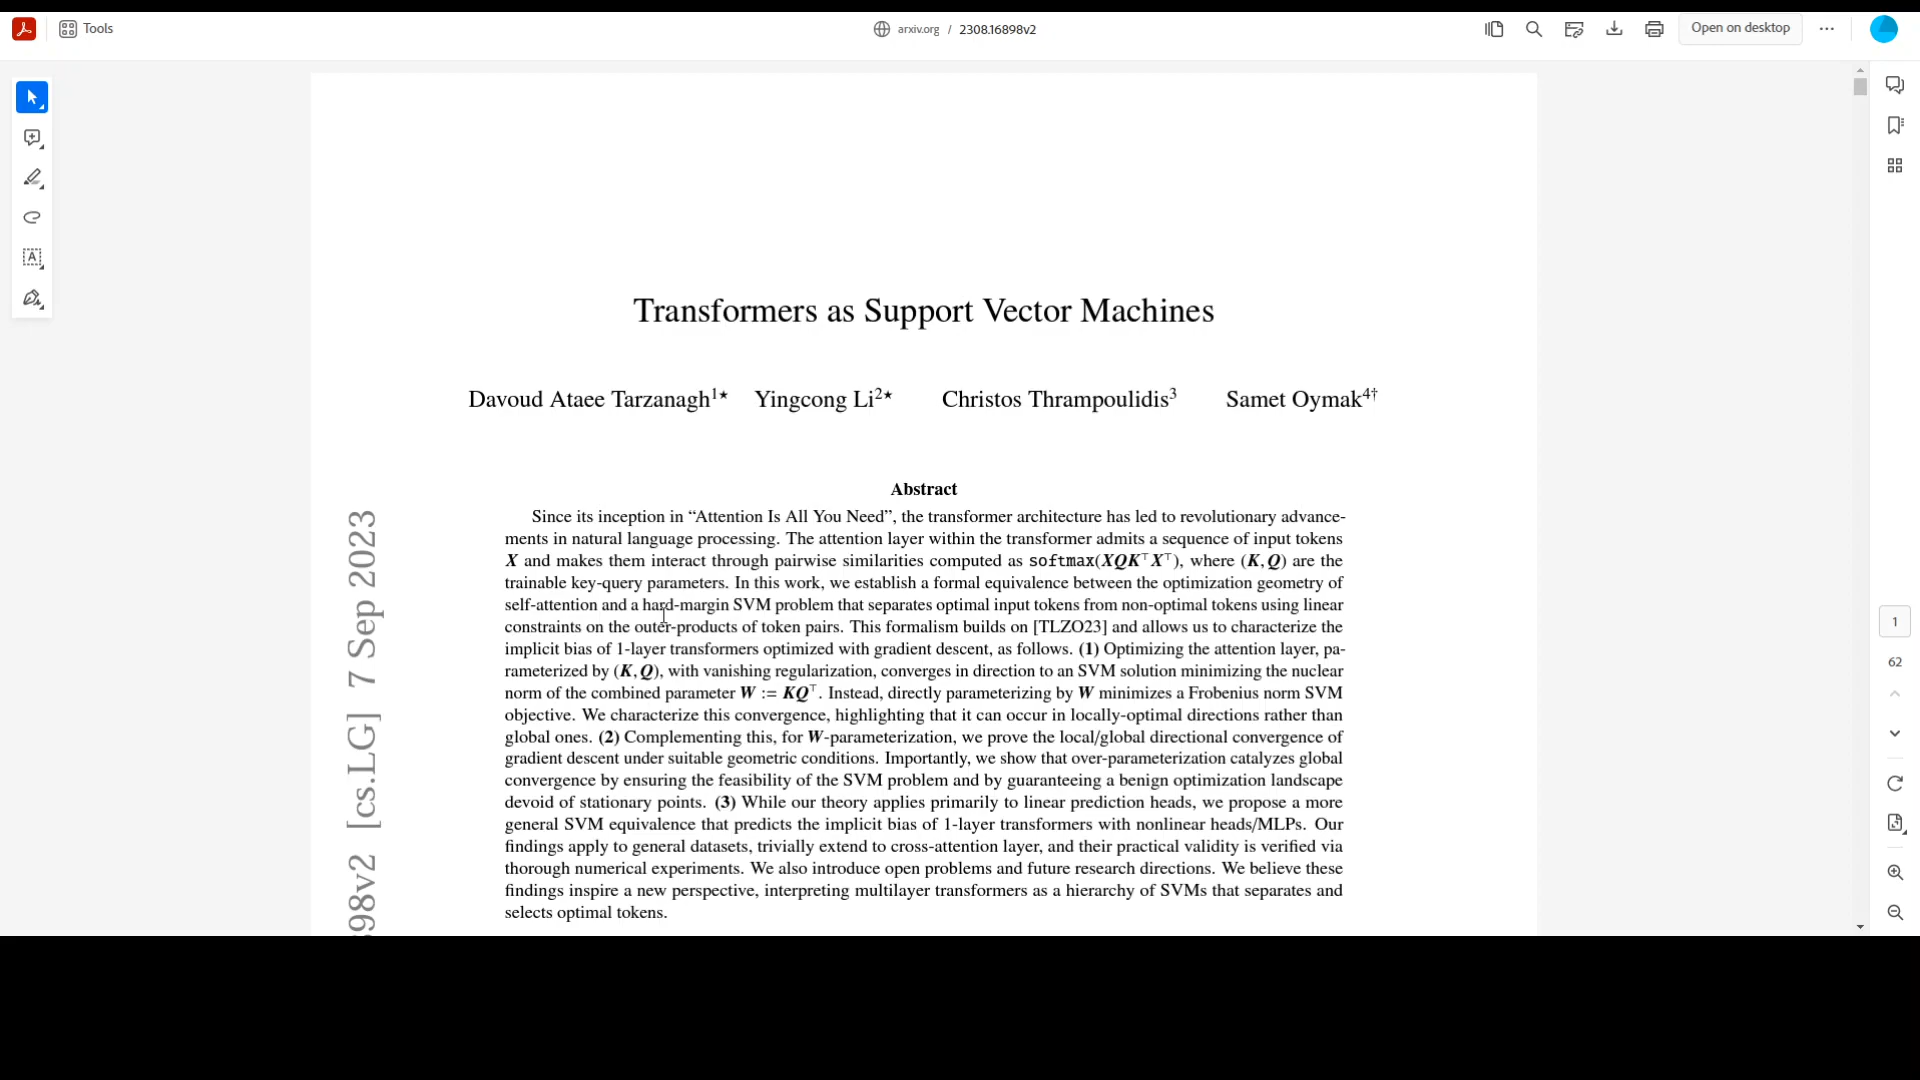 Tools
arxiv.org / 2308.16898v2
Open on desktop
Transformers as Support Vector Machines
Davoud Ataee Tarzanagh¹⋆ Yingcong Li²⋆ Christos Thrampoulidis³ Samet Oymak⁴†
Abstract
Since its inception in “Attention Is All You Need”, the transformer architecture has led to revolutionary advance-
ments in natural language processing. The attention layer within the transformer admits a sequence of input tokens
X and makes them interact through pairwise similarities computed as softmax(XQK⊤X⊤), where (K, Q) are the
trainable key-query parameters. In this work, we establish a formal equivalence between the optimization geometry of
self-attention and a hard-margin SVM problem that separates optimal input tokens from non-optimal tokens using linear
constraints on the outer-products of token pairs. This formalism builds on [TLZO23] and allows us to characterize the
implicit bias of 1-layer transformers optimized with gradient descent, as follows. (1) Optimizing the attention layer, pa-
rameterized by (K, Q), with vanishing regularization, converges in direction to an SVM solution minimizing the nuclear
norm of the combined parameter W := KQ⊤. Instead, directly parameterizing by W minimizes a Frobenius norm SVM
objective. We characterize this convergence, highlighting that it can occur in locally-optimal directions rather than
global ones. (2) Complementing this, for W-parameterization, we prove the local/global directional convergence of
gradient descent under suitable geometric conditions. Importantly, we show that over-parameterization catalyzes global
convergence by ensuring the feasibility of the SVM problem and by guaranteeing a benign optimization landscape
devoid of stationary points. (3) While our theory applies primarily to linear prediction heads, we propose a more
general SVM equivalence that predicts the implicit bias of 1-layer transformers with nonlinear heads/MLPs. Our
findings apply to general datasets, trivially extend to cross-attention layer, and their practical validity is verified via
thorough numerical experiments. We also introduce open problems and future research directions. We believe these
findings inspire a new perspective, interpreting multilayer transformers as a hierarchy of SVMs that separates and
selects optimal tokens.
98v2 [cs.LG] 7 Sep 2023
1
62